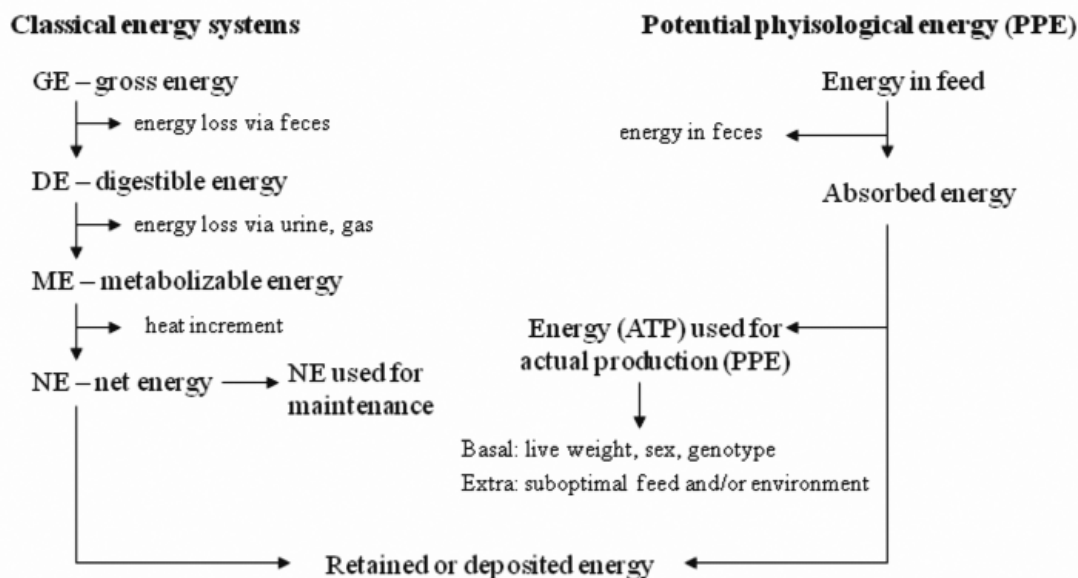 Classical energy systems
Potential phyisological energy (PPE)
GE – gross energy
energy loss via feces
DE – digestible energy
energy loss via urine, gas
ME – metabolizable energy
heat increment
NE – net energy
NE used for
maintenance
Energy in feed
energy in feces
Absorbed energy
Energy (ATP) used for
actual production (PPE)
Basal: live weight, sex, genotype
Extra: suboptimal feed and/or environment
Retained or deposited energy